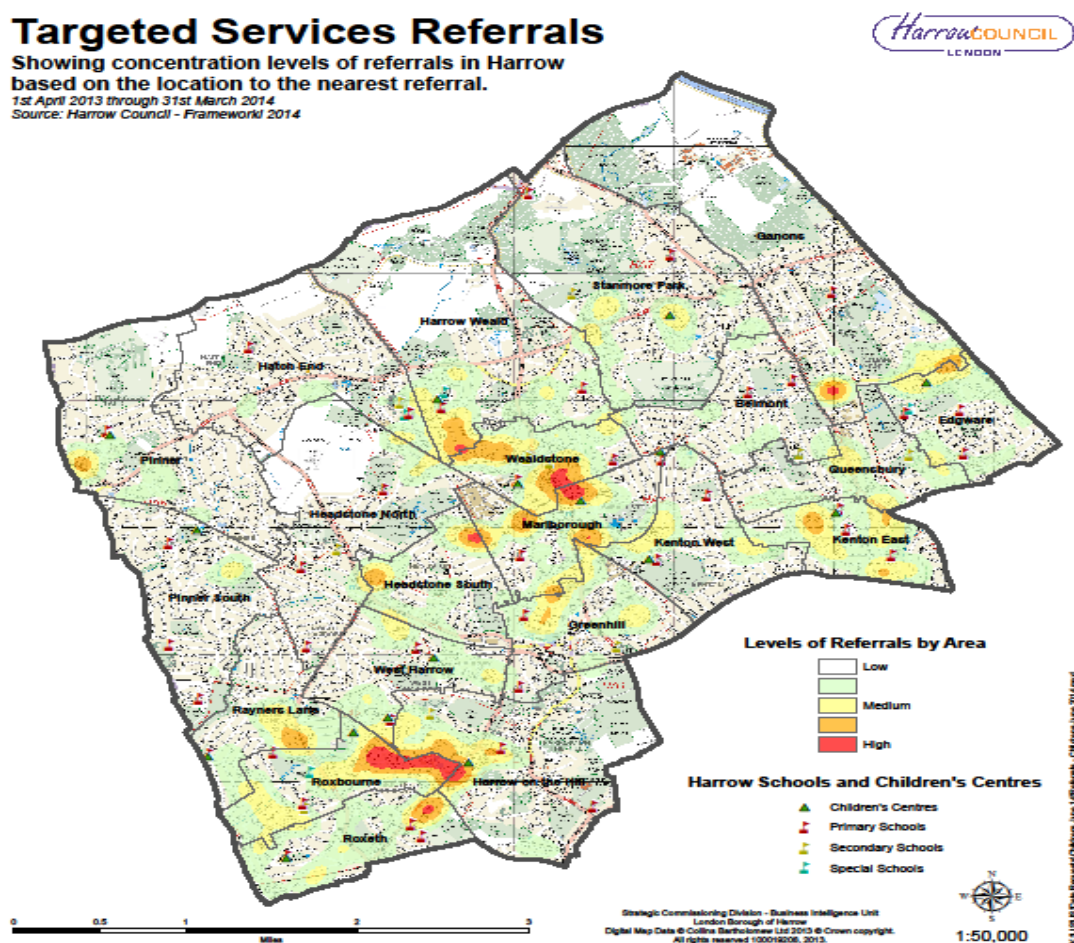 Targeted Services Referrals
Showing concentration levels of referrals in Harrow
based on the location to the nearest referral.
1st April 2013 through 31st March 2014
Source: Harrow Council - Frameworki 2014
HarrowCOUNCIL
LONDON
Canons
Stanmore Park
Harrow Weald
Hatch End
Belmont
Edgware
Pinner
Wealdstone
Queensbury
Headstone North
Marlborough
Kenton West
Kenton East
Headstone South
Pinner South
Greenhill
West Harrow
Rayners Lane
Roxbourne
Harrow on the Hill
Roxeth
Levels of Referrals by Area
Low
Medium
High
Harrow Schools and Children's Centres
Children's Centres
Primary Schools
Secondary Schools
Special Schools
N
W
E
S
1:50,000
0
0.5
1
2
3
Miles
Strategic Commissioning Division - Business Intelligence Unit
London Borough of Harrow
Digital Map Data © Collins Bartholomew Ltd 2013 © Crown copyright.
All rights reserved 100019206, 2013.